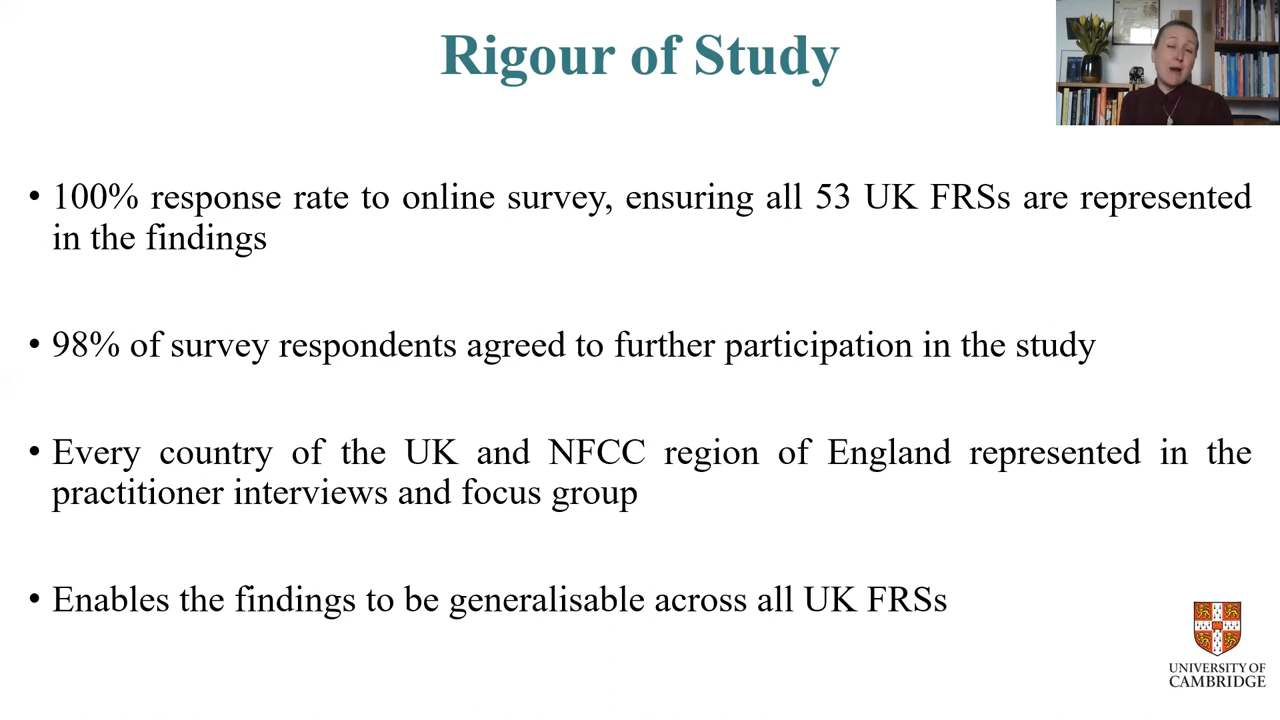 Rigour of Study
• 100% response rate to online survey, ensuring all 53 UK FRSs are represented
in the findings
• 98% of survey respondents agreed to further participation in the study
• Every country of the UK and NFCC region of England represented in the
practitioner interviews and focus group
• Enables the findings to be generalisable across all UK FRSs
UNIVERSITY OF
CAMBRIDGE